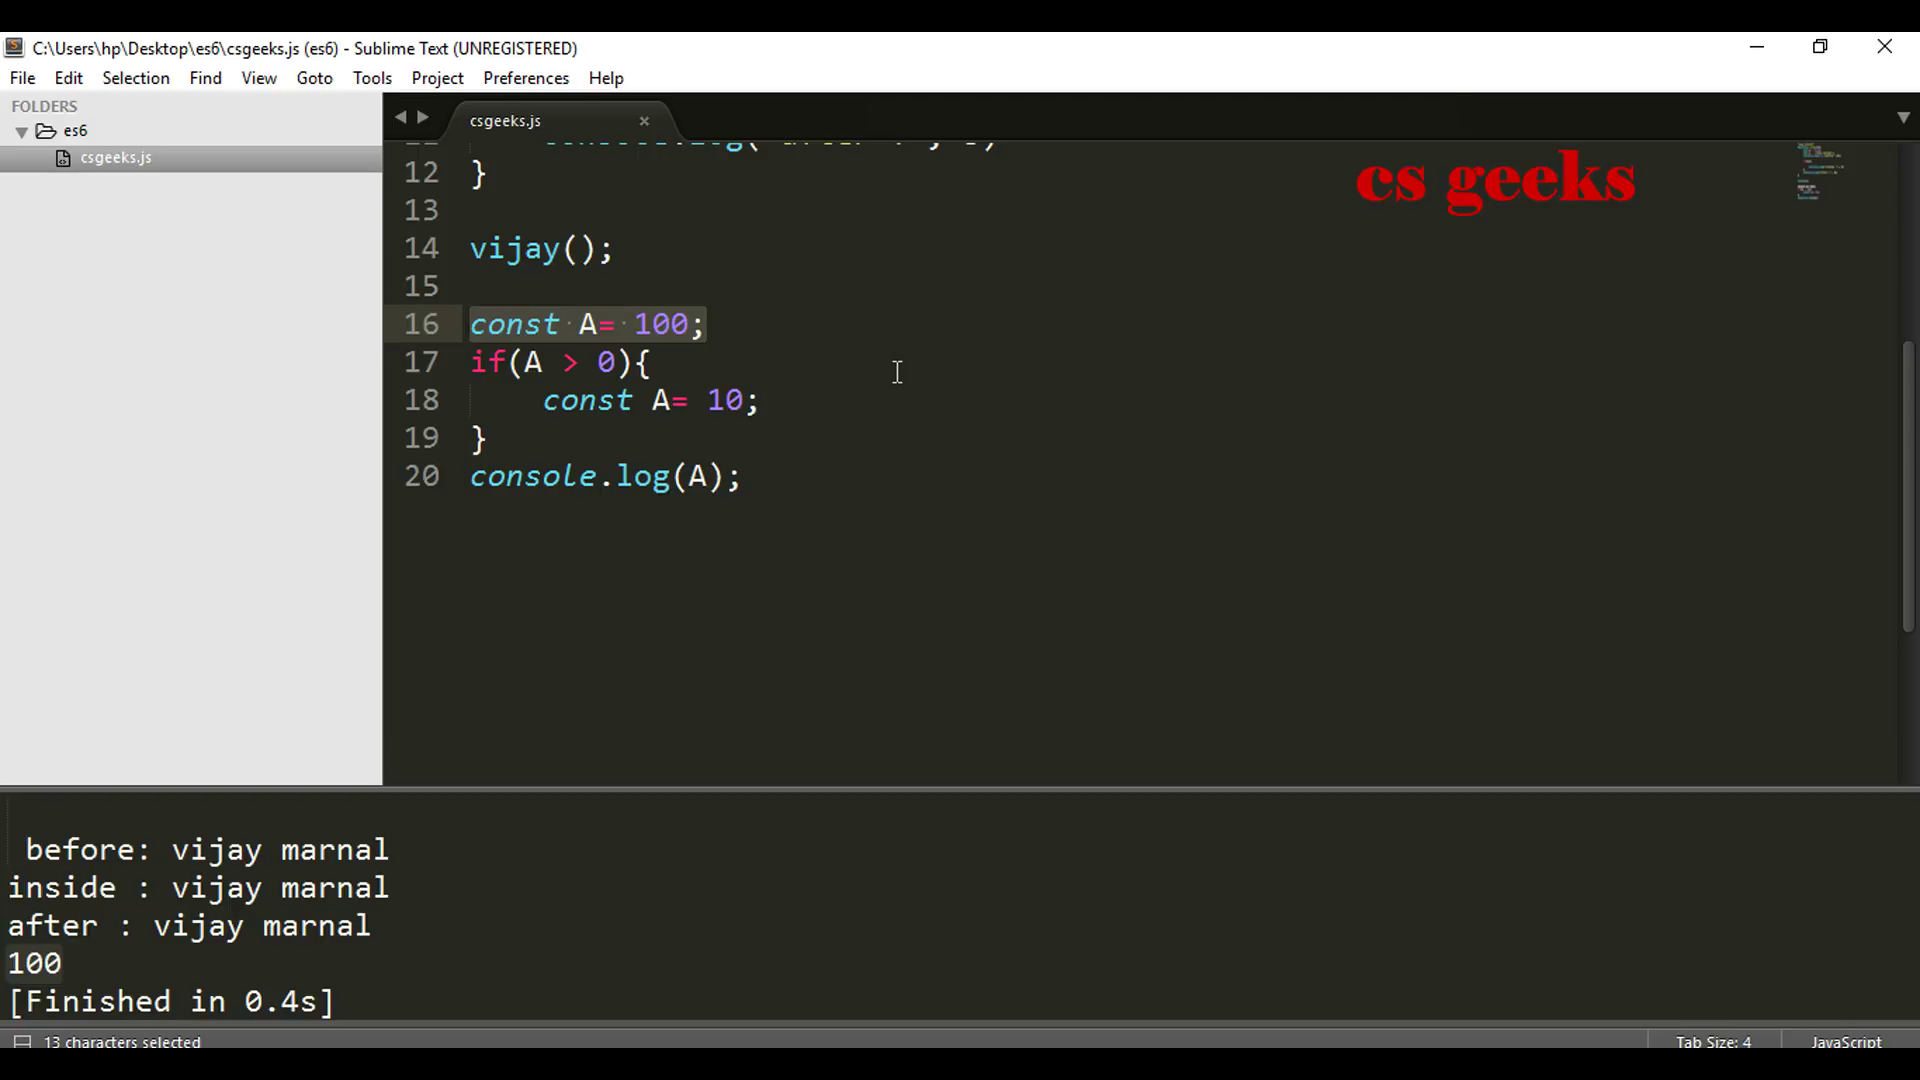 C:\Users\hp\Desktop\es6\csgeeks.js (es6) - Sublime Text (UNREGISTERED)
File Edit Selection Find View Goto Tools Project Preferences Help
FOLDERS
es6
csgeeks.js
csgeeks.js
cs geeks
12 }
13
14 vijay();
15
16 const A= 100;
17 if(A > 0){
18 const A= 10;
19 }
20 console.log(A);
before: vijay marnal
inside : vijay marnal
after : vijay marnal
100
[Finished in 0.4s]
13 characters selected
Tab Size: 4
JavaScript